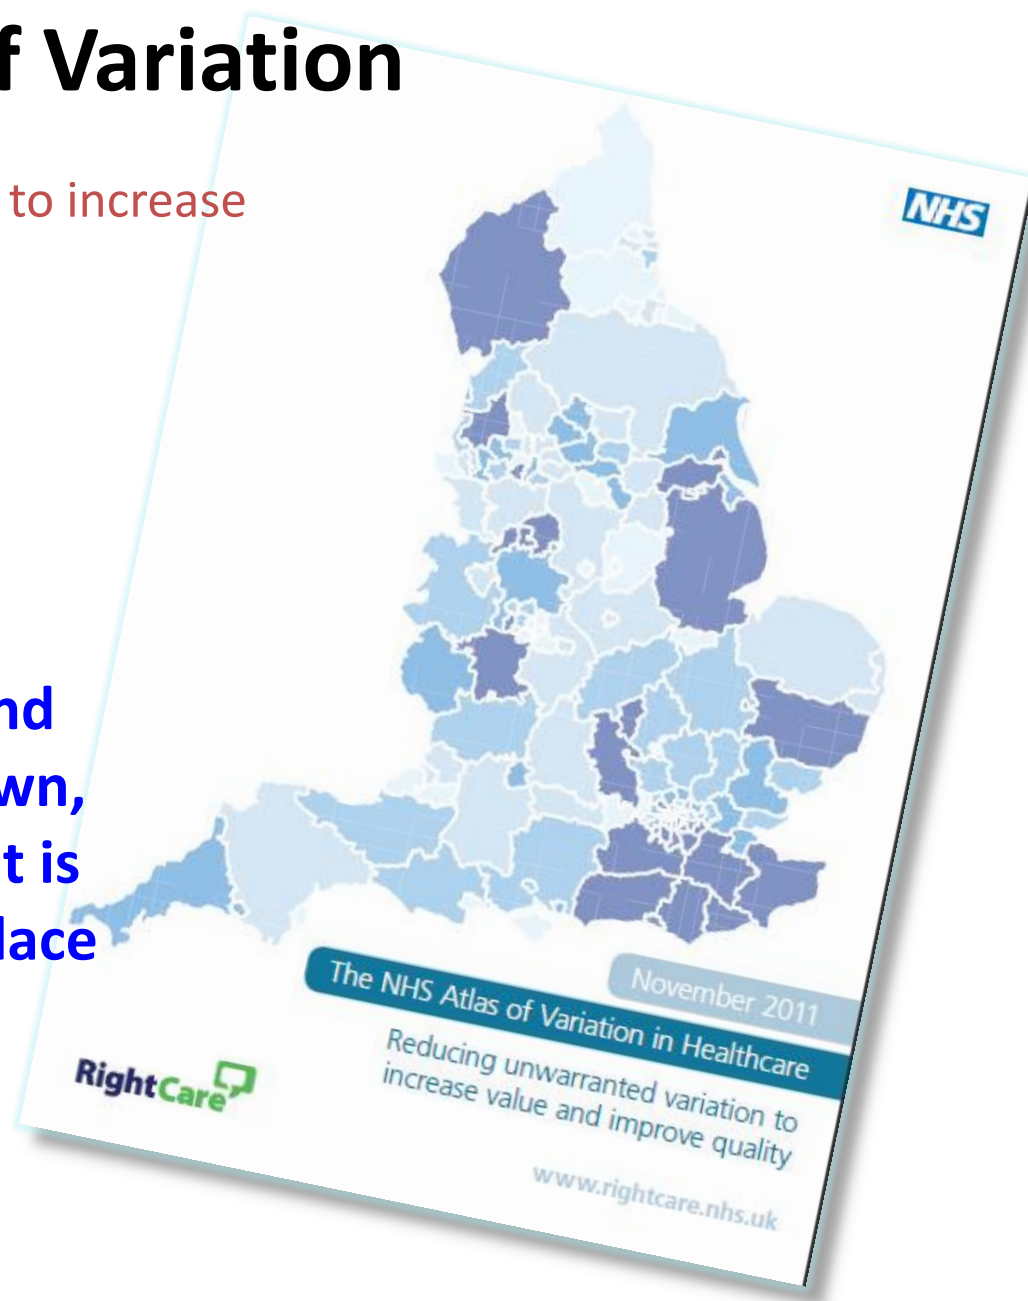 f Variation
to increase
NHS
nd
wn,
t is
lace
November 2011
The NHS Atlas of Variation in Healthcare
Reducing unwarranted variation to
increase value and improve quality
RightCare
www.rightcare.nhs.uk